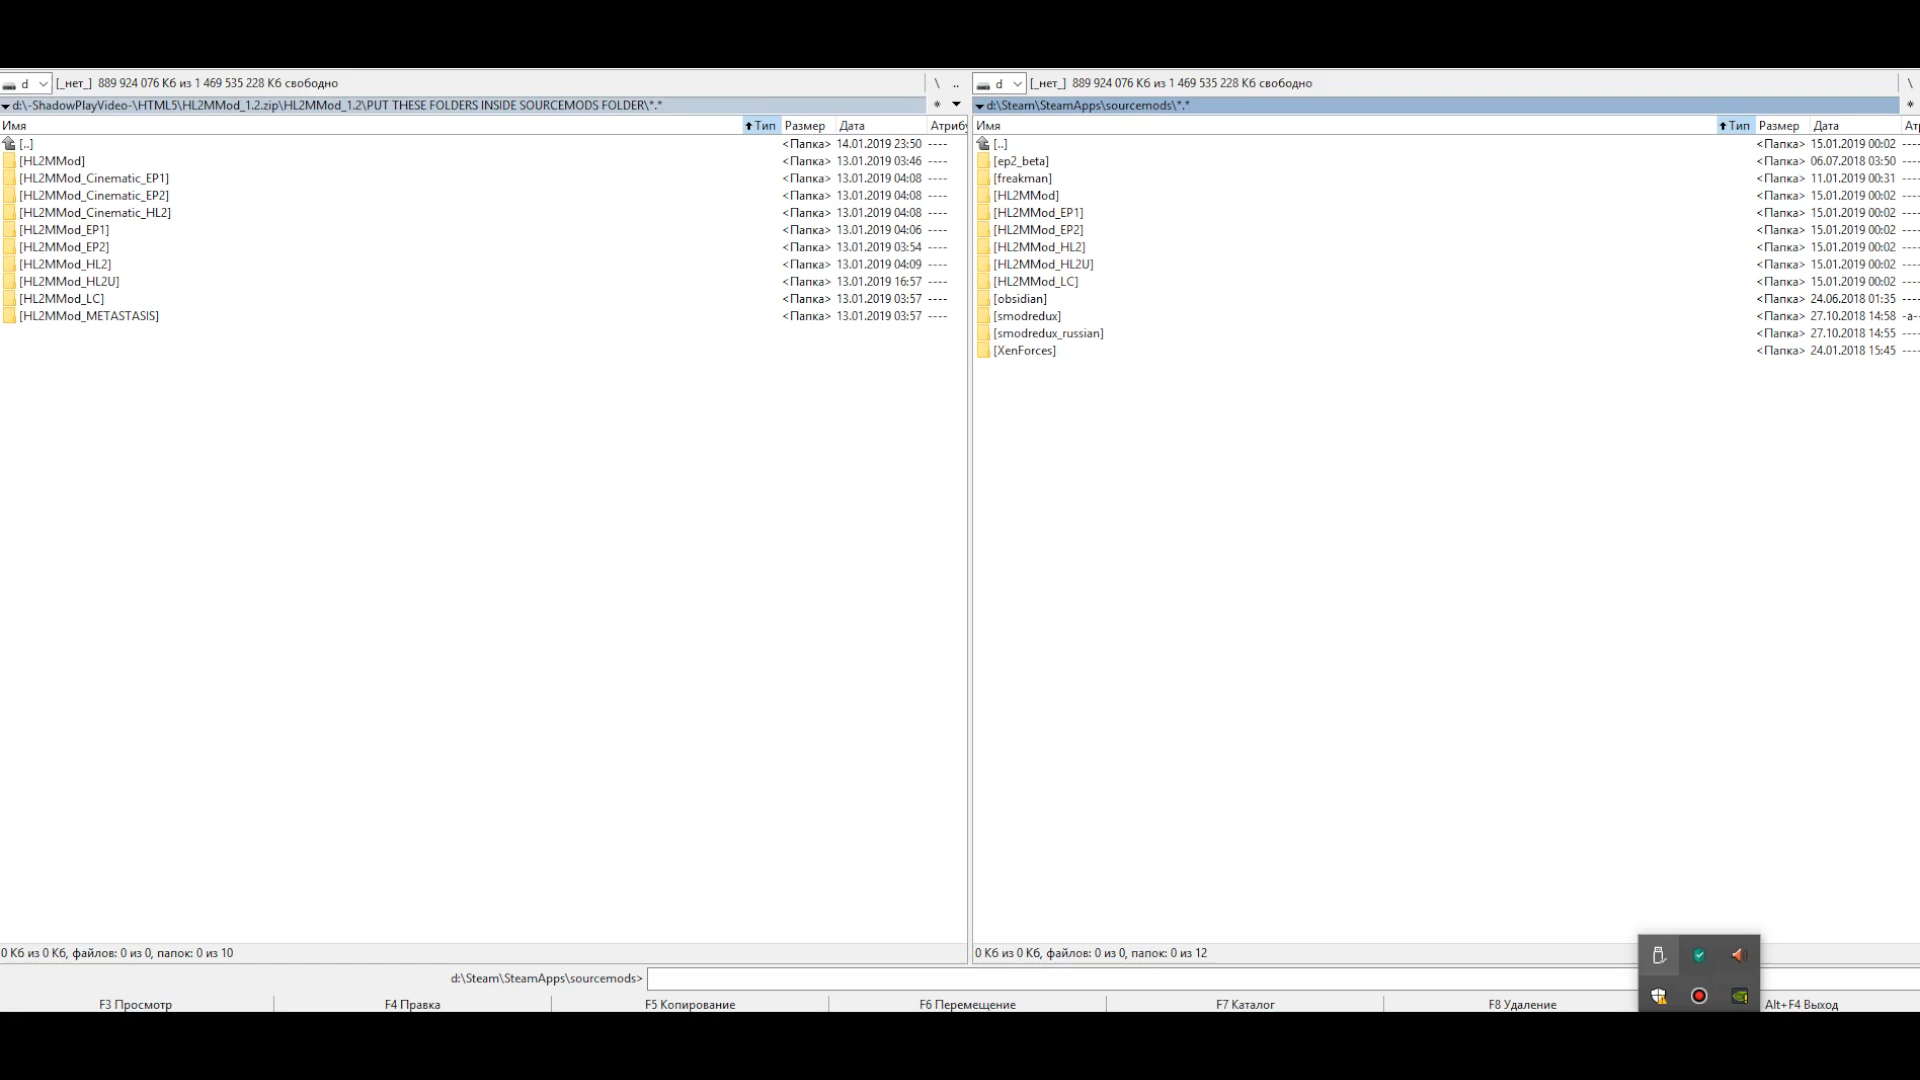 d [_нет_] 889 924 076 Кб из 1 469 535 228 Кб свободно \ ..
▾d:\-ShadowPlayVideo-\HTML5\HL2MMod_1.2.zip\HL2MMod_1.2\PUT THESE FOLDERS INSIDE SOURCEMODS FOLDER\*.* * ▾
Имя Тип Размер Дата Атрибу
[..] <Папка> 14.01.2019 23:50 ----
[HL2MMod] <Папка> 13.01.2019 03:46 ----
[HL2MMod_Cinematic_EP1] <Папка> 13.01.2019 04:08 ----
[HL2MMod_Cinematic_EP2] <Папка> 13.01.2019 04:08 ----
[HL2MMod_Cinematic_HL2] <Папка> 13.01.2019 04:08 ----
[HL2MMod_EP1] <Папка> 13.01.2019 04:06 ----
[HL2MMod_EP2] <Папка> 13.01.2019 03:54 ----
[HL2MMod_HL2] <Папка> 13.01.2019 04:09 ----
[HL2MMod_HL2U] <Папка> 13.01.2019 16:57 ----
[HL2MMod_LC] <Папка> 13.01.2019 03:57 ----
[HL2MMod_METASTASIS] <Папка> 13.01.2019 03:57 ----
0 Кб из 0 Кб, файлов: 0 из 0, папок: 0 из 10
d [_нет_] 889 924 076 Кб из 1 469 535 228 Кб свободно \
▾d:\Steam\SteamApps\sourcemods\*.* *
Имя Тип Размер Дата Ат
[..] <Папка> 15.01.2019 00:02 ----
[ep2_beta] <Папка> 06.07.2018 03:50 ----
[freakman] <Папка> 11.01.2019 00:31 ----
[HL2MMod] <Папка> 15.01.2019 00:02 ----
[HL2MMod_EP1] <Папка> 15.01.2019 00:02 ----
[HL2MMod_EP2] <Папка> 15.01.2019 00:02 ----
[HL2MMod_HL2] <Папка> 15.01.2019 00:02 ----
[HL2MMod_HL2U] <Папка> 15.01.2019 00:02 ----
[HL2MMod_LC] <Папка> 15.01.2019 00:02 ----
[obsidian] <Папка> 24.06.2018 01:35 ----
[smodredux] <Папка> 27.10.2018 14:58 -a--
[smodredux_russian] <Папка> 27.10.2018 14:55 ----
[XenForces] <Папка> 24.01.2018 15:45 ----
0 Кб из 0 Кб, файлов: 0 из 0, папок: 0 из 12
d:\Steam\SteamApps\sourcemods>
F3 Просмотр F4 Правка F5 Копирование F6 Перемещение F7 Каталог F8 Удаление Alt+F4 Выход